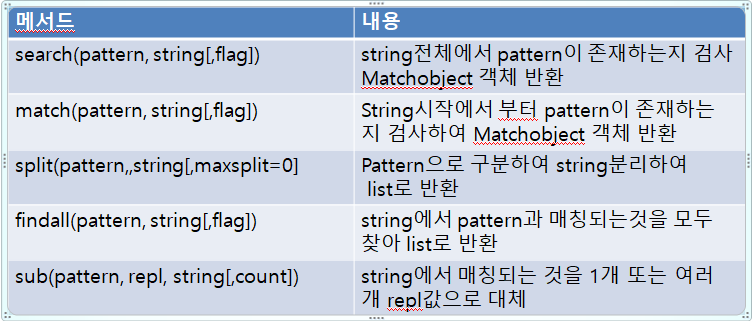 메서드 내용
search(pattern, string[,flag]) string전체에서 pattern이 존재하는지 검사
Matchobject 객체 반환
match(pattern, string[,flag]) String시작에서 부터 pattern이 존재하는
지 검사하여 Matchobject 객체 반환
split(pattern,,string[,maxsplit=0] Pattern으로 구분하여 string분리하여
list로 반환
findall(pattern, string[,flag]) string에서 pattern과 매칭되는것을 모두
찾아 list로 반환
sub(pattern, repl, string[,count]) string에서 매칭되는 것을 1개 또는 여러
개 repl값으로 대체